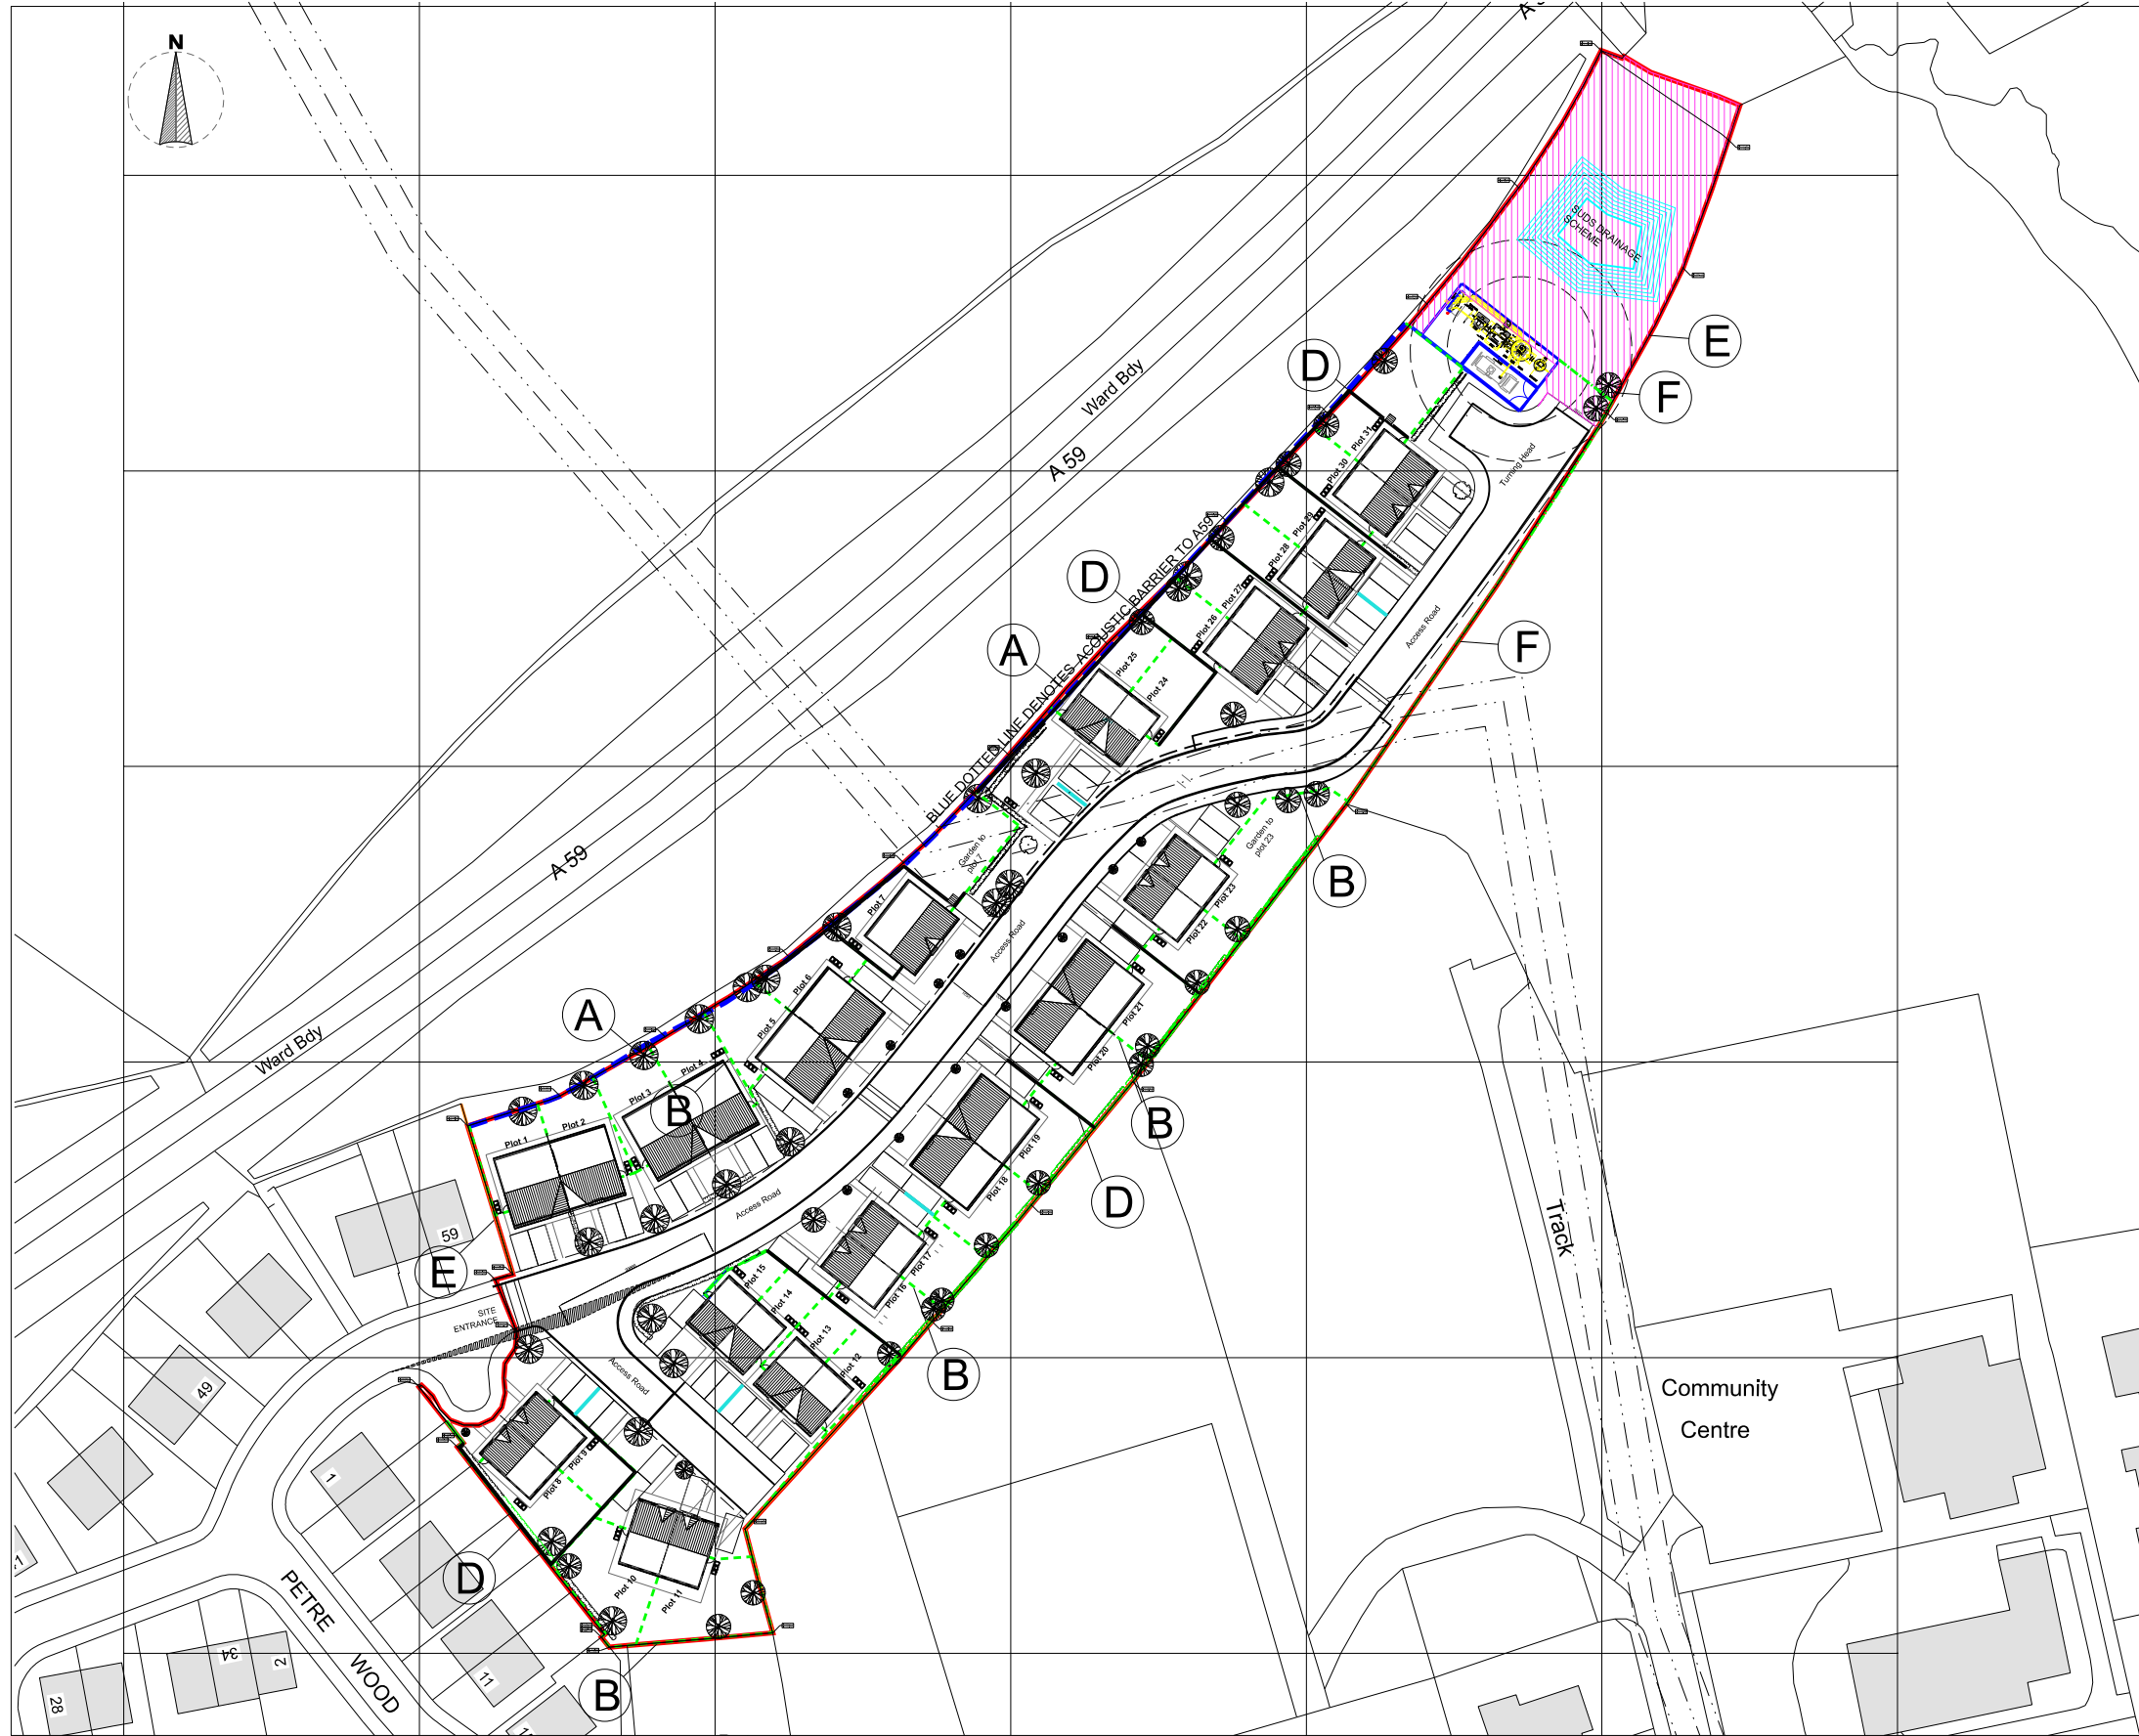 N
A 59
SUDS DRAINAGE
SCHEME
E
D
F
Ward Bdy
A 59
Plot 31
Plot 30
Turning Head
Plot 29
Plot 28
D
BLUE DOTTED LINE DENOTES ACOUSTIC BARRIER TO A59
Plot 27
Plot 26
Access Road
F
A
Plot 25
Plot 24
Garden to
plot 7
Garden to
plot 23
B
A 59
Plot 7
Plot 23
Plot 22
Access Road
Plot 6
Plot 5
A
Plot 21
Plot 20
Ward Bdy
Plot 4
Plot 3
B
B
Plot 2
Plot 1
Plot 19
Plot 18
D
Access Road
59
E
Track
Plot 17
Plot 16
SITE
ENTRANCE
Plot 15
Plot 14
Plot 13
Plot 12
B
Access Road
49
Community
Centre
1
Plot 9
Plot 8
D
Plot 10
Plot 11
PETRE
WOOD
34
2
11
28
B